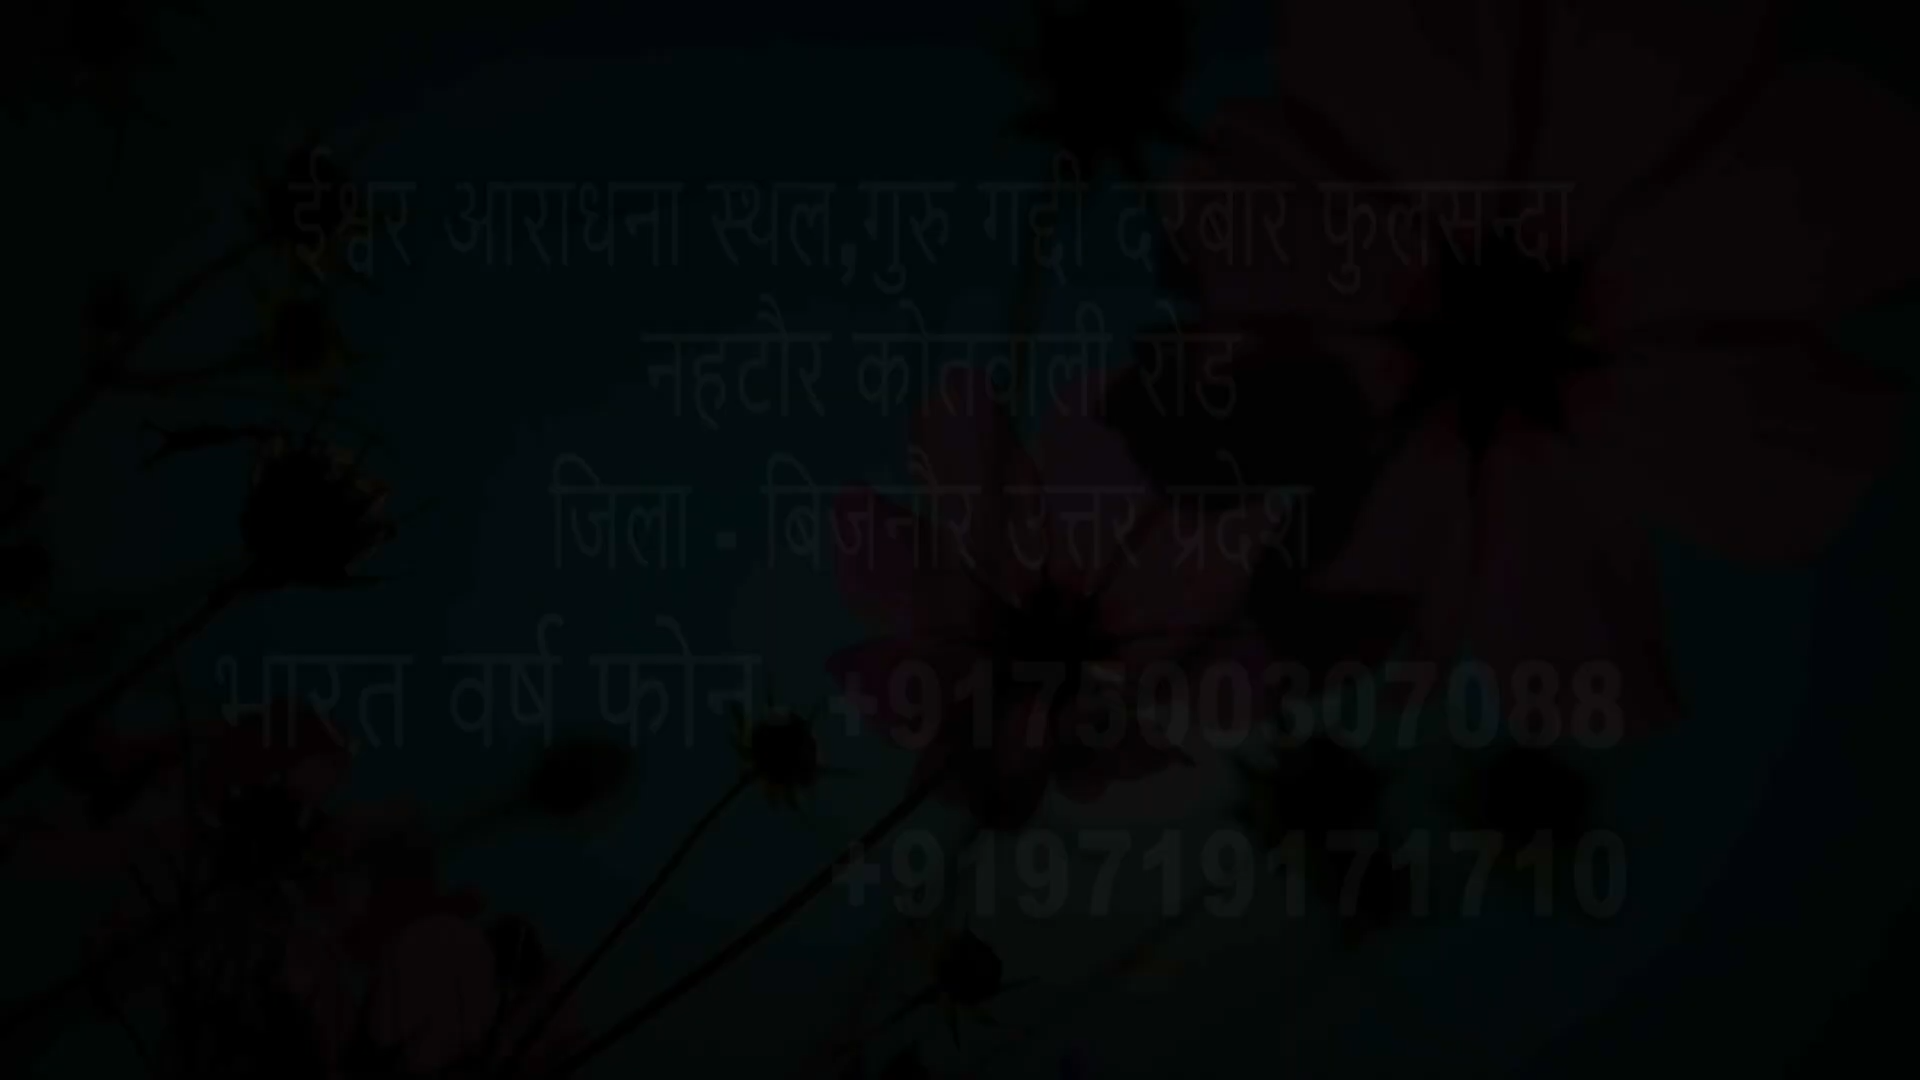 ईश्वर आराधना स्थल,गुरु गद्दी दरबार फुलसन्दा
नहटौर कोतवाली रोड
जिला - बिजनौर उत्तर प्रदेश
भारत वर्ष फोन +917500307088
+919719171710